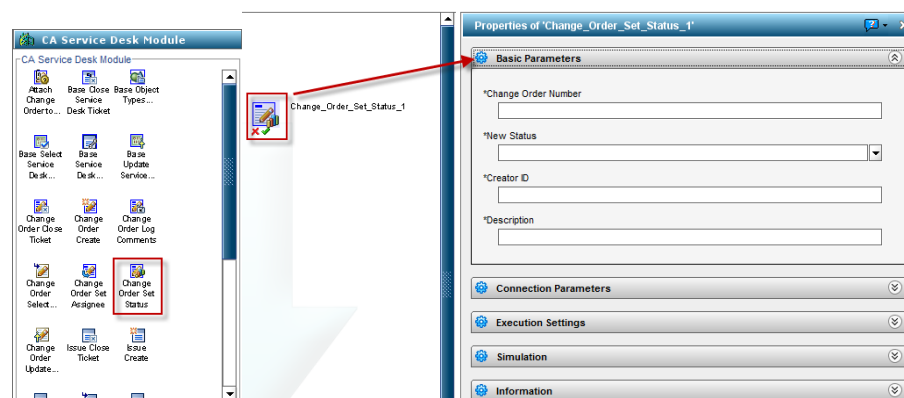 CA Service Desk Module
CA Service Desk Module
Attach
Change
Orderto...
Base Close
Service
Desk Ticket
Base Object
Types...
Base Select
Service
Desk...
Base
Service
Desk...
Base
Update
Service...
Change
Order Close
Ticket
Change
Order
Create
Change
Order Log
Comments
Change
Order
Select...
Change
Order Set
Assignee
Change
Order Set
Status
Change
Order
Update...
Issue Close
Ticket
Issue
Create
Change_Order_Set_Status_1
Properties of 'Change_Order_Set_Status_1'
Basic Parameters
*Change Order Number
*New Status
*Creator ID
*Description
Connection Parameters
Execution Settings
Simulation
Information